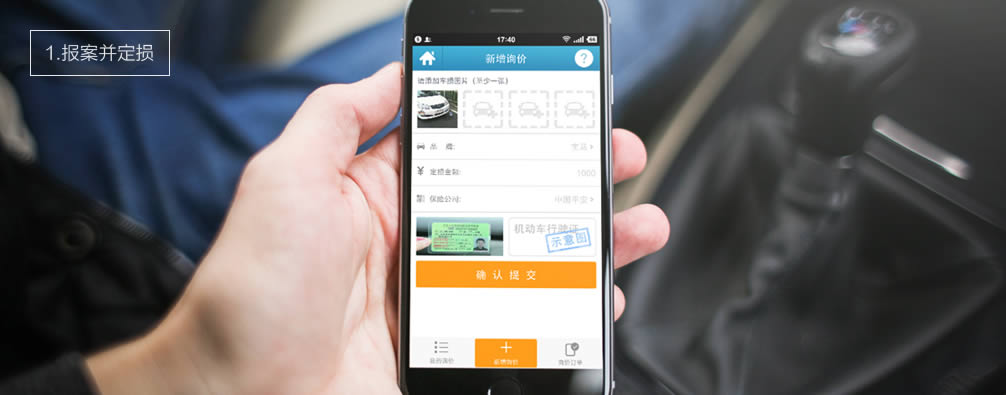 1.报案并定损
17:40
新增询价
?
请添加车损图片（至少一张）
品 牌: 宝马 >
¥ 定损金额: 1000
保险公司: 中国平安 >
机动车行驶证
示意图
确 认 提 交
我的询价
新增询价
询价订单